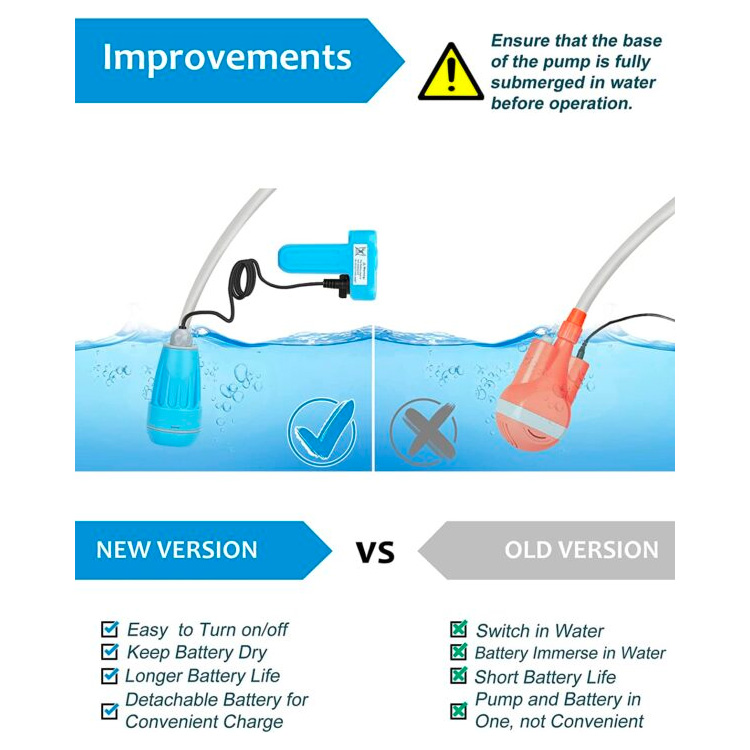 Improvements
Ensure that the base
of the pump is fully
submerged in water
before operation.
NEW VERSION
VS
OLD VERSION
Easy to Turn on/off
Keep Battery Dry
Longer Battery Life
Detachable Battery for
Convenient Charge
Switch in Water
Battery Immerse in Water
Short Battery Life
Pump and Battery in
One, not Convenient